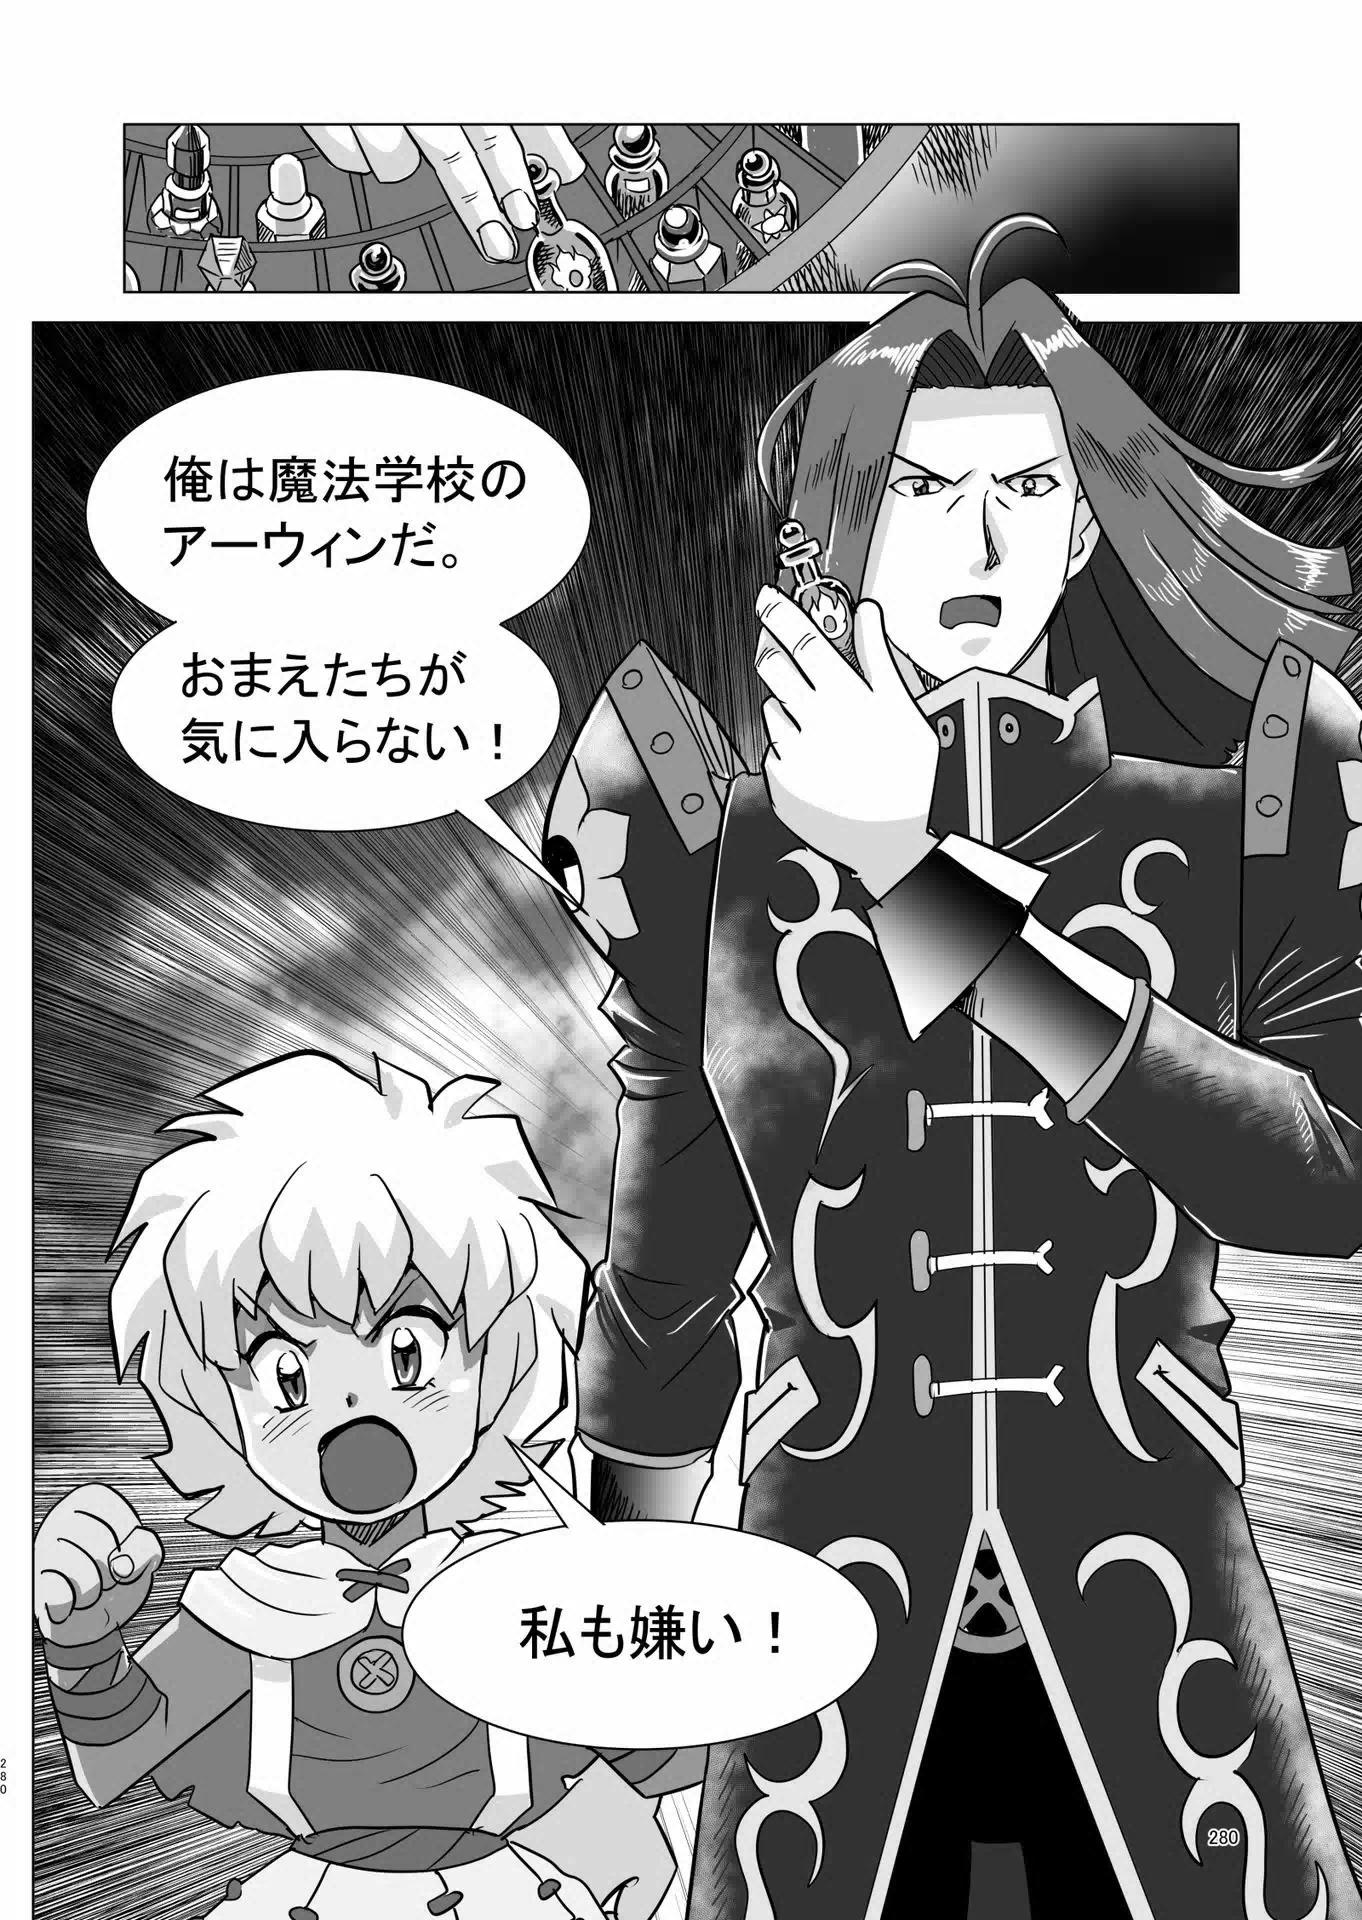 俺は魔法学校の
アーウィンだ。
おまえたちが
気に入らない！
私も嫌い！
280
280